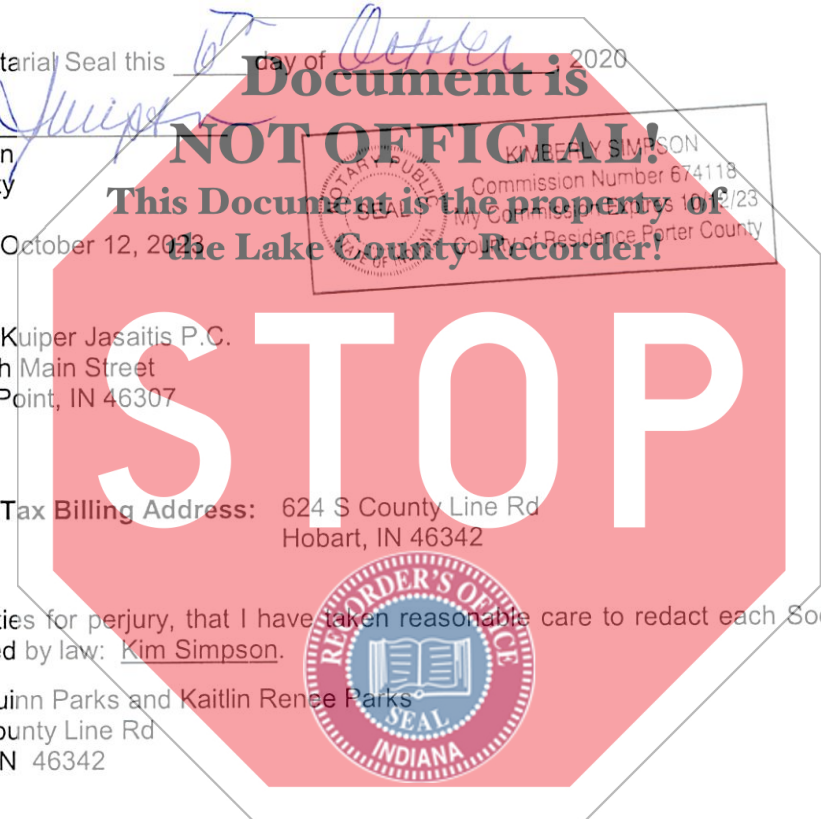 tarial Seal this 6th day of October, 2020
Document is
NOT OFFICIAL!
This Document is the property of
the Lake County Recorder!
n
y
October 12, 2023
KIMBERLY SIMPSON
Commission Number 674118
My Commission Expires 10/12/23
County of Residence Porter County
NOTARY PUBLIC
SEAL
STATE OF INDIANA
Kuiper Jasaitis P.C.
h Main Street
Point, IN 46307
STOP
Tax Billing Address: 624 S County Line Rd
Hobart, IN 46342
ties for perjury, that I have taken reasonable care to redact each Soc
ed by law: Kim Simpson.
uinn Parks and Kaitlin Renee Parks
ounty Line Rd
N 46342
RECORDER'S OFFICE
SEAL
INDIANA